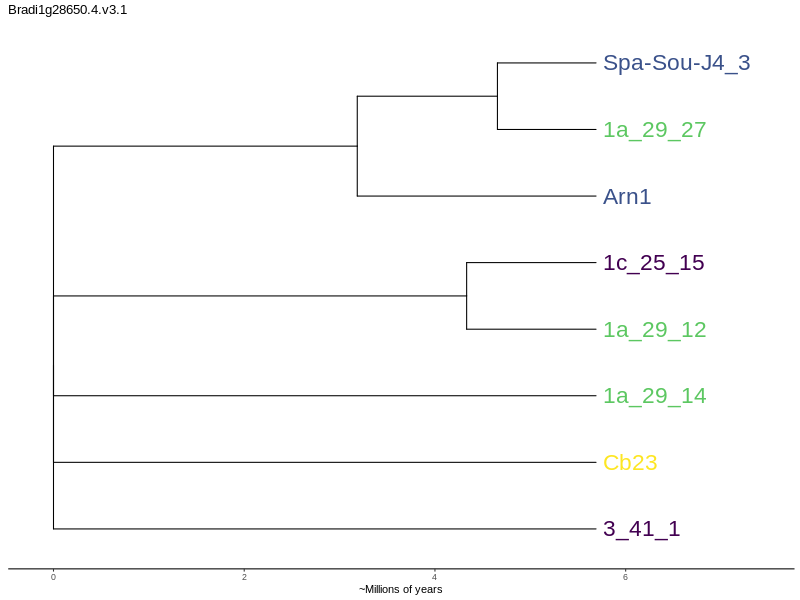 Bradi1g28650.4.v3.1
Spa-Sou-J4_3
1a_29_27
Arn1
1c_25_15
1a_29_12
1a_29_14
Cb23
3_41_1
0 2 4 6
~Millions of years